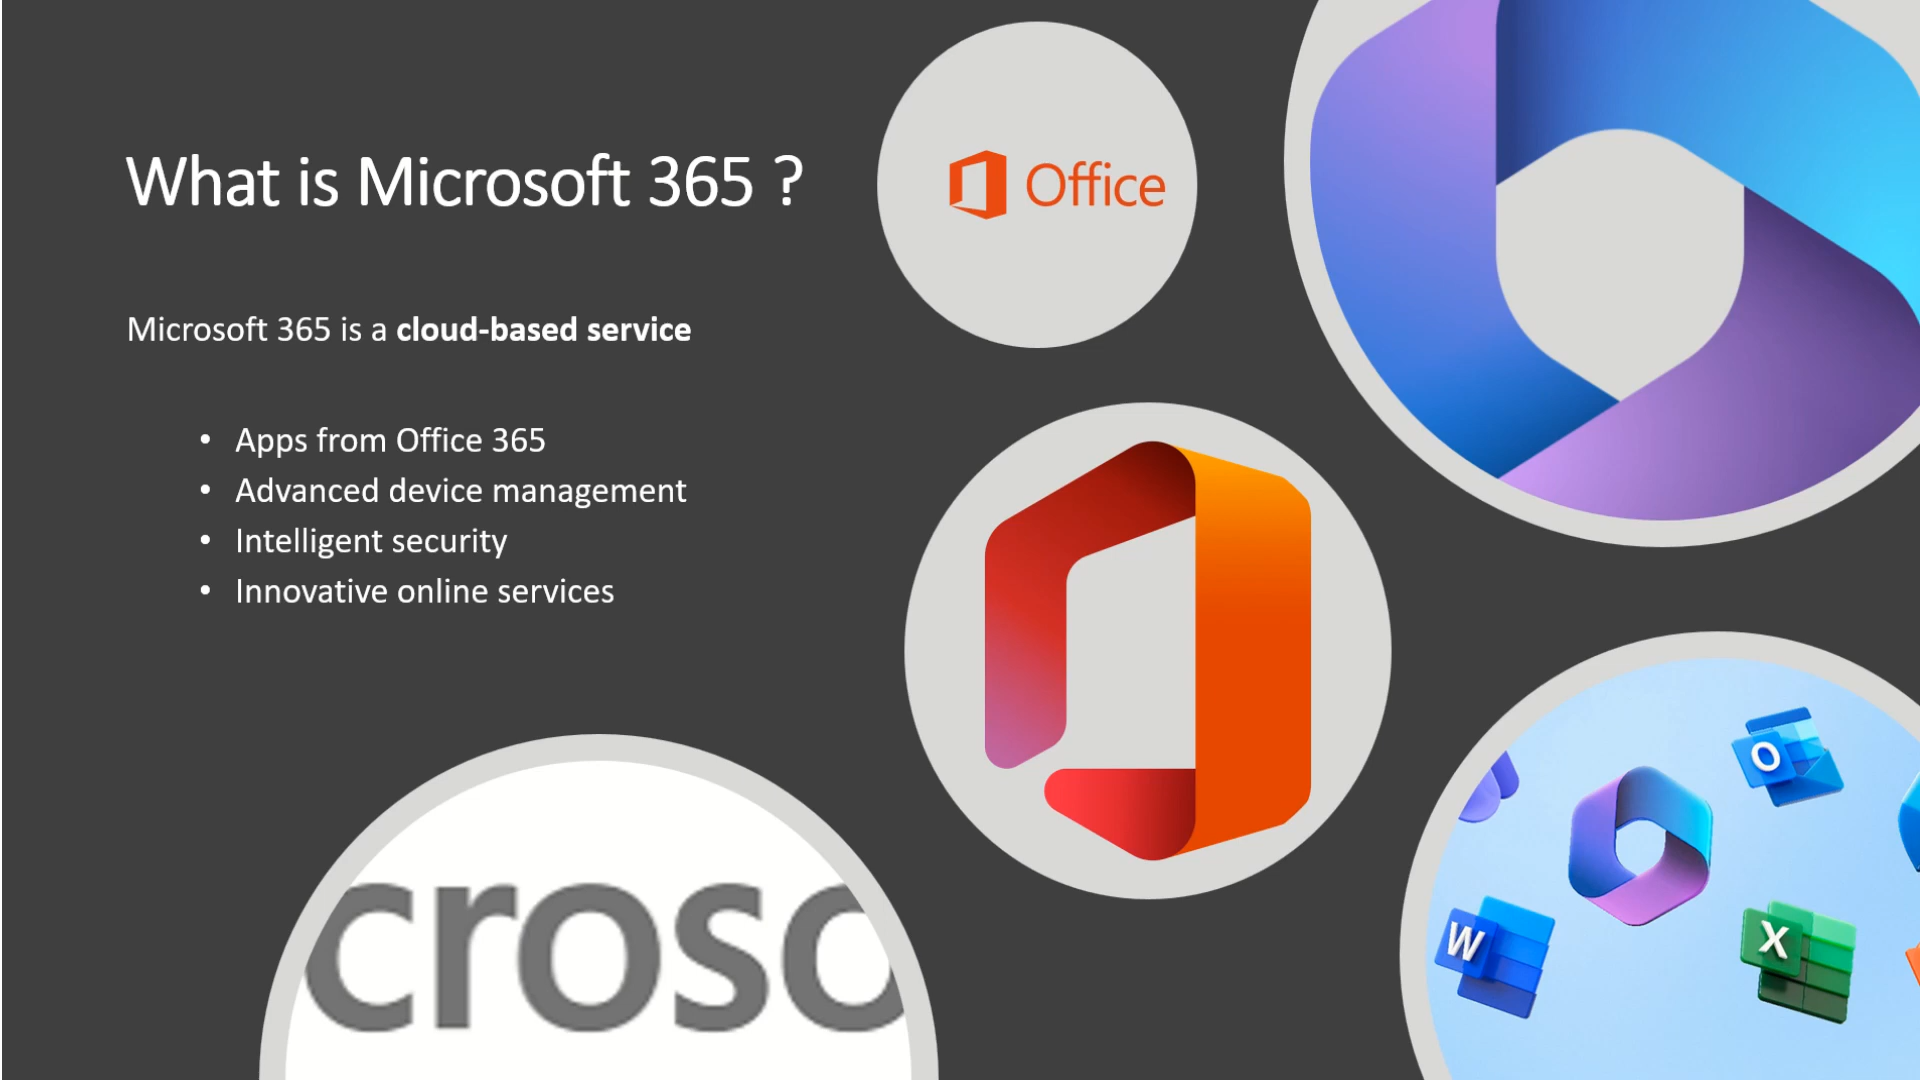 What is Microsoft 365 ?
Microsoft 365 is a cloud-based service
• Apps from Office 365
• Advanced device management
• Intelligent security
• Innovative online services
Office
croso
O
W
X